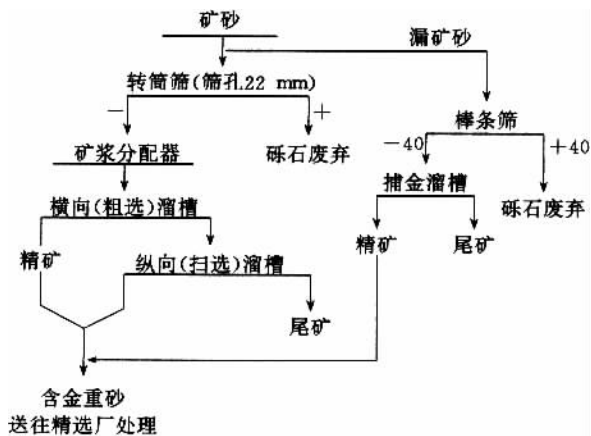 矿砂
漏矿砂
转筒筛(筛孔22 mm)
－
＋
棒条筛
矿浆分配器
砾石废弃
－40
＋40
横向(粗选)溜槽
捕金溜槽
砾石废弃
精矿
纵向(扫选)溜槽
精矿
尾矿
尾矿
含金重砂
送往精选厂处理